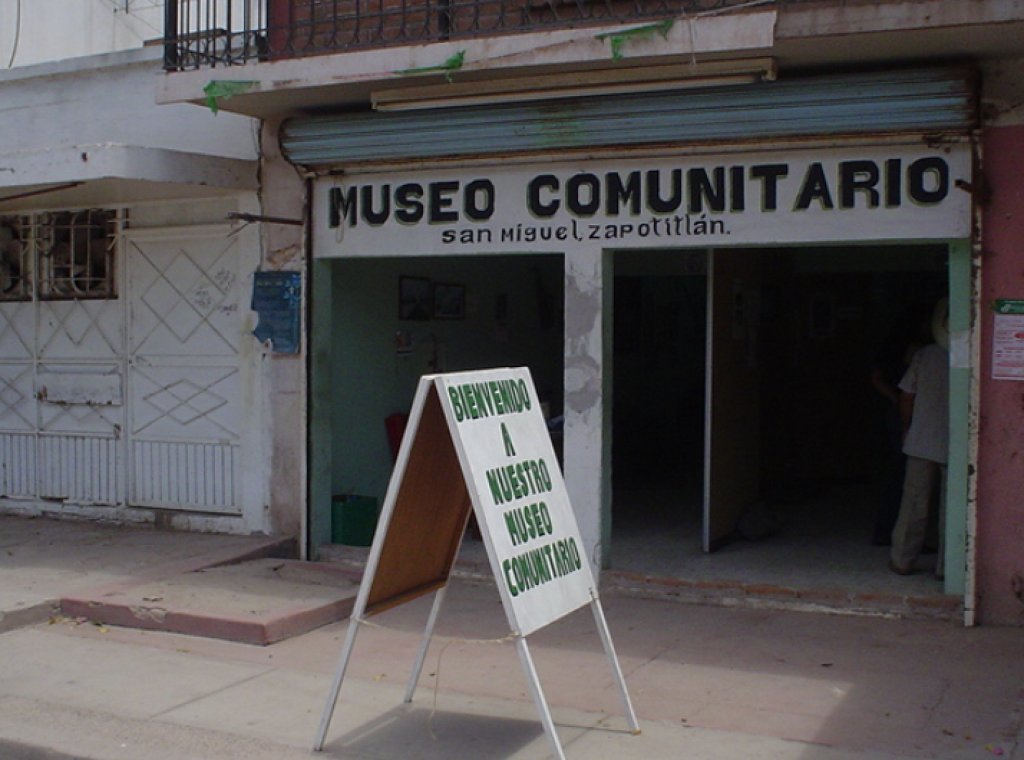 MUSEO COMUNITARIO
san Miguel, zapotitlán.
BIENVENIDO
A
NUESTRO
MUSEO
COMUNITARIO